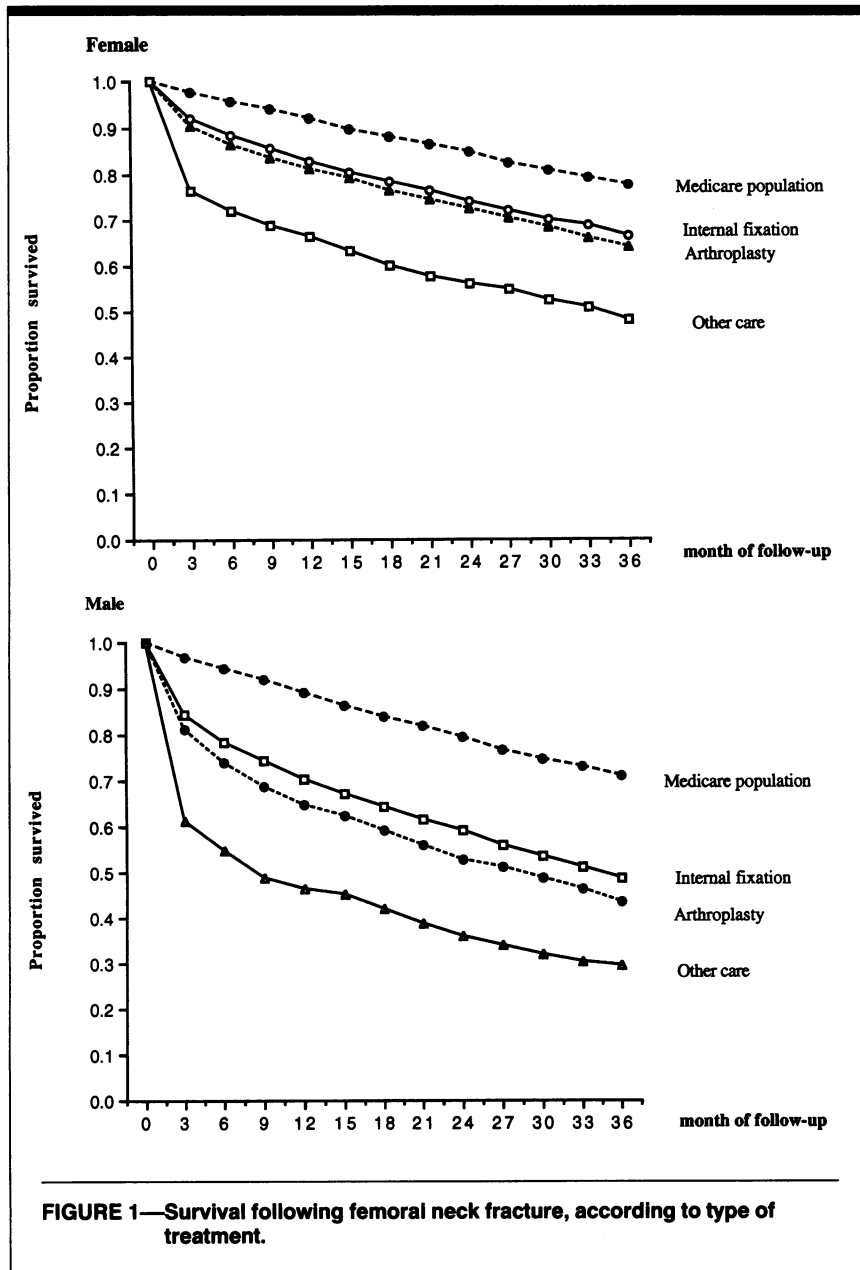 Female
Proportion survived
1.0
0.9
0.8
0.7
0.6
0.5
0.4
0.3
0.2
0.1
0.0
Medicare population
Internal fixation
Arthroplasty
Other care
0 3 6 9 12 15 18 21 24 27 30 33 36
month of follow-up
Male
Proportion survived
1.0
0.9
0.8
0.7
0.6
0.5
0.4
0.3
0.2
0.1
0.0
Medicare population
Internal fixation
Arthroplasty
Other care
0 3 6 9 12 15 18 21 24 27 30 33 36
month of follow-up
FIGURE 1—Survival following femoral neck fracture, according to type of
treatment.